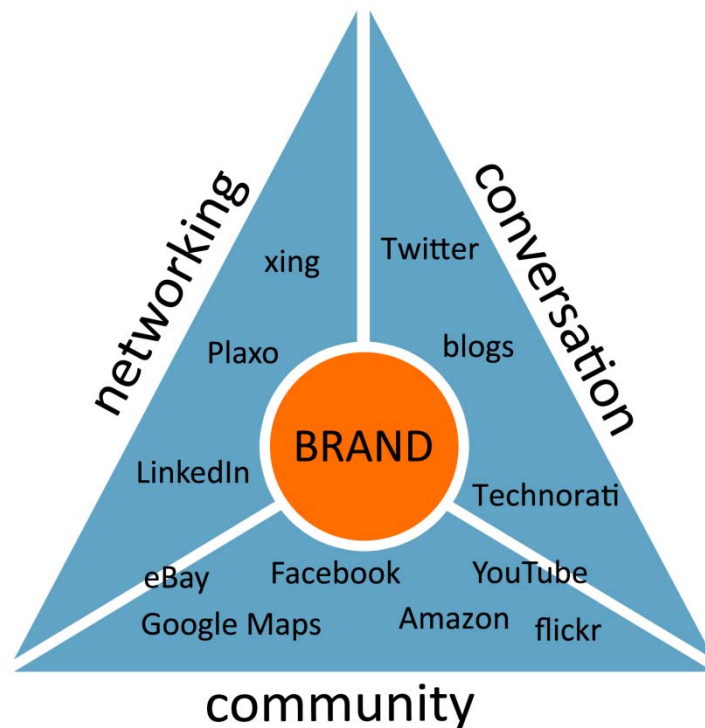 networking
conversation
xing
Twitter
Plaxo
blogs
BRAND
LinkedIn
Technorati
eBay
Facebook
YouTube
Google Maps
Amazon
flickr
community